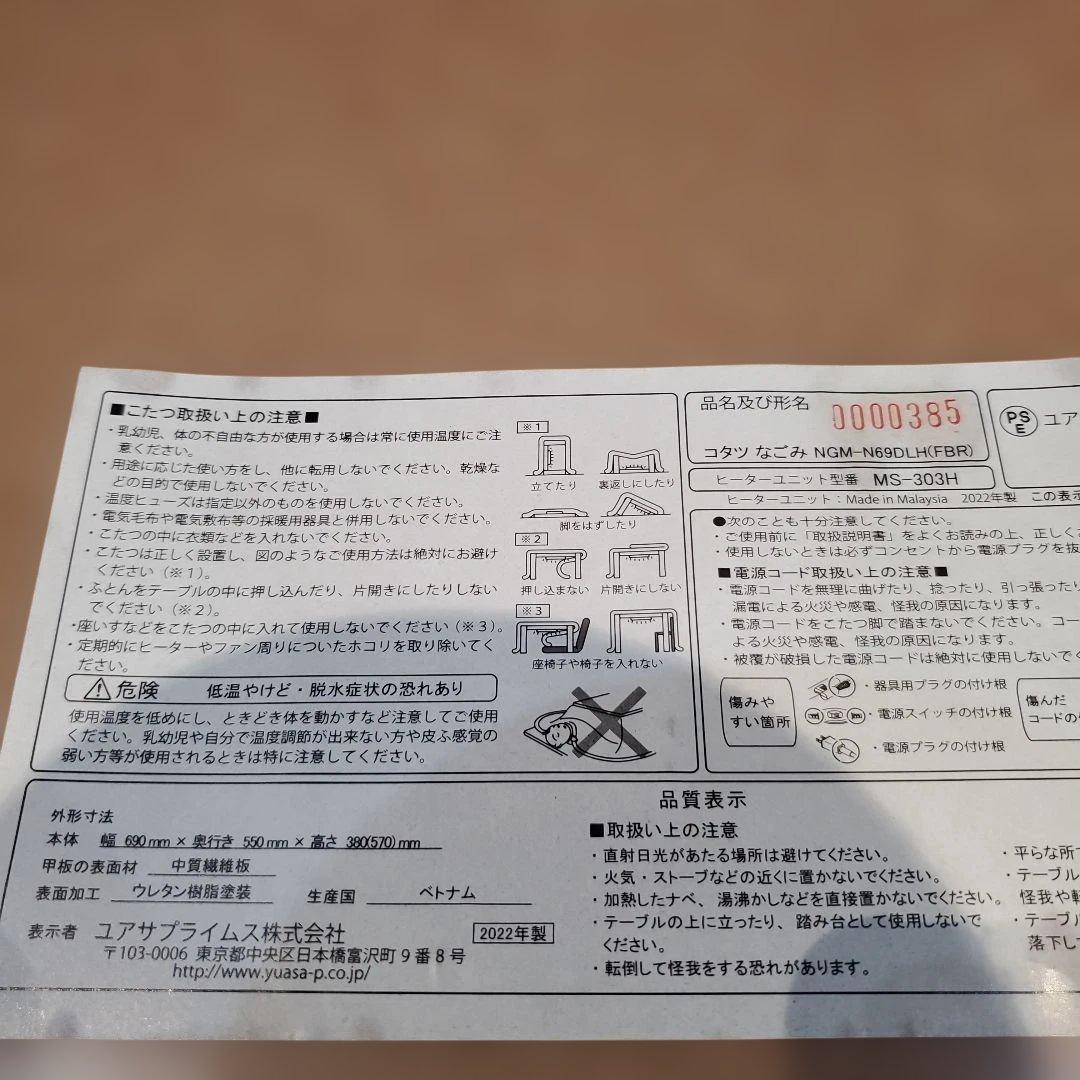 ■こたつ取扱い上の注意■
・乳幼児、体の不自由な方が使用する場合は常に使用温度にご注
意ください。
・用途に応じた使い方をし、他に転用しないでください。乾燥な
どの目的で使用しないでください。
・温度ヒューズは指定以外のものを使用しないでください。
・電気毛布や電気敷布等の採暖用器具と併用しないでください。
・こたつの中に衣類などを入れないでください。
・こたつは正しく設置し、図のようなご使用方法は絶対にお避け
ください（※1）。
・ふとんをテーブルの中に押し込んだり、片開きにしたりしない
でください（※2）。
・座いすなどをこたつの中に入れて使用しないでください（※3）。
・定期的にヒーターやファン周りについたホコリを取り除いてく
ださい。
危険 低温やけど・脱水症状の恐れあり
使用温度を低めにし、ときどき体を動かすなど注意してご使用
ください。乳幼児や自分で温度調節が出来ない方や皮ふ感覚の
弱い方等が使用されるときは特に注意してください。
※1
立てたり 裏返しにしたり
脚をはずしたり
※2
押し込まない 片開きにしない
※3
座椅子や椅子を入れない
品名及び形名 0000385
コタツ なごみ NGM-N69DLH(FBR)
ヒーターユニット型番 MS-303H
ヒーターユニット：Made in Malaysia 2022年製 この表示
PS
E
ユア
●次のことも十分注意してください。
・ご使用前に「取扱説明書」をよくお読みの上、正しく
・使用しないときは必ずコンセントから電源プラグを抜
■電源コード取扱い上の注意■
・電源コードを無理に曲げたり、捻ったり、引っ張ったり
漏電による火災や感電、怪我の原因になります。
・電源コードをこたつ脚で踏まないでください。コー
よる火災や感電、怪我の原因になります。
・被覆が破損した電源コードは絶対に使用しないでく
傷みや
すい箇所
・器具用プラグの付け根
・電源スイッチの付け根
・電源プラグの付け根
傷んだ
コードの
品質表示
外形寸法
本体 幅 690mm × 奥行き 550mm × 高さ 380(570)mm
甲板の表面材 中質繊維板
表面加工 ウレタン樹脂塗装 生産国 ベトナム
表示者 ユアサプライムス株式会社 2022年製
〒103-0006 東京都中央区日本橋富沢町9番8号
http://www.yuasa-p.co.jp/
■取扱い上の注意
・直射日光があたる場所は避けてください。
・火気・ストーブなどの近くに置かないでください。
・加熱したナベ、湯沸かしなどを直接置かないでください。
・テーブルの上に立ったり、踏み台として使用しないで
ください。
・転倒して怪我をする恐れがあります。
・平らな所
・テーブル
怪我や
・テーブ
落下し